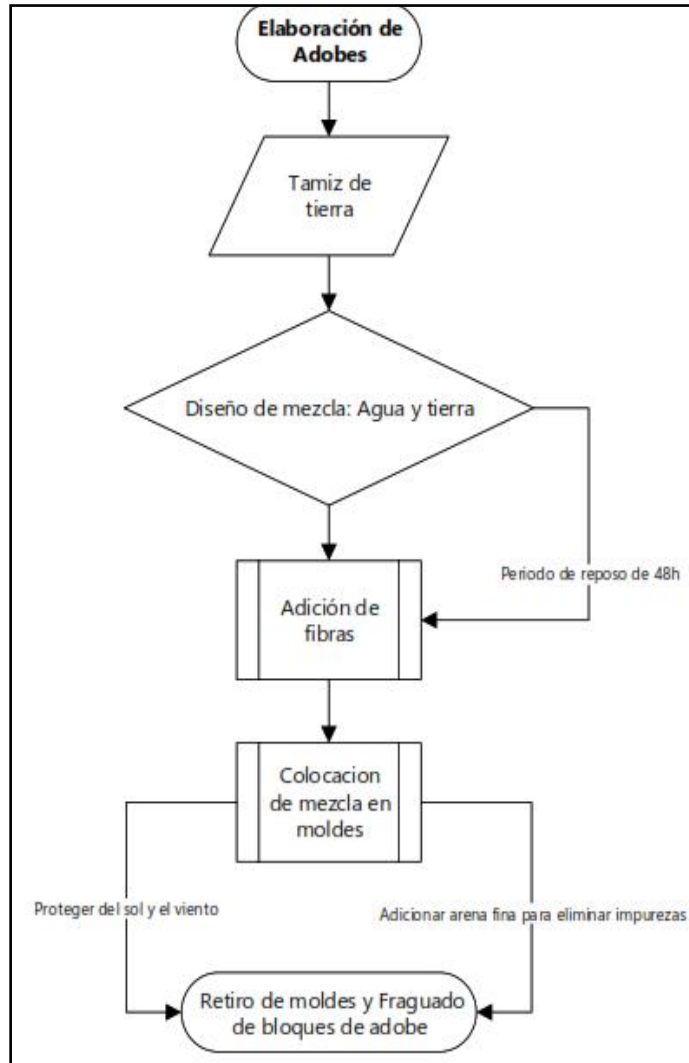 Elaboración de
Adobes
Tamiz de
tierra
Diseño de mezcla: Agua y tierra
Periodo de reposo de 48h
Adición de
fibras
Colocacion
de mezcla en
moldes
Proteger del sol y el viento
Adicionar arena fina para eliminar impurezas
Retiro de moldes y Fraguado
de bloques de adobe